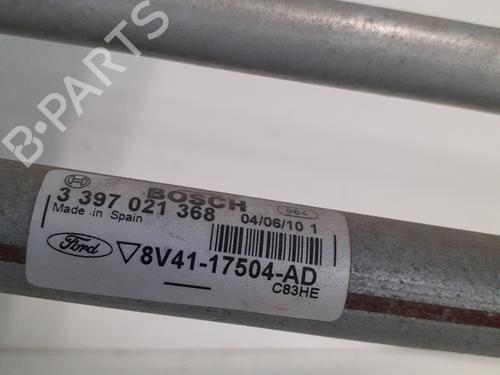 B-PARTS
BOSCH
964
3 397 021 368
04/06/10 1
Made in Spain
Ford
8V41-17504-AD
C83HE